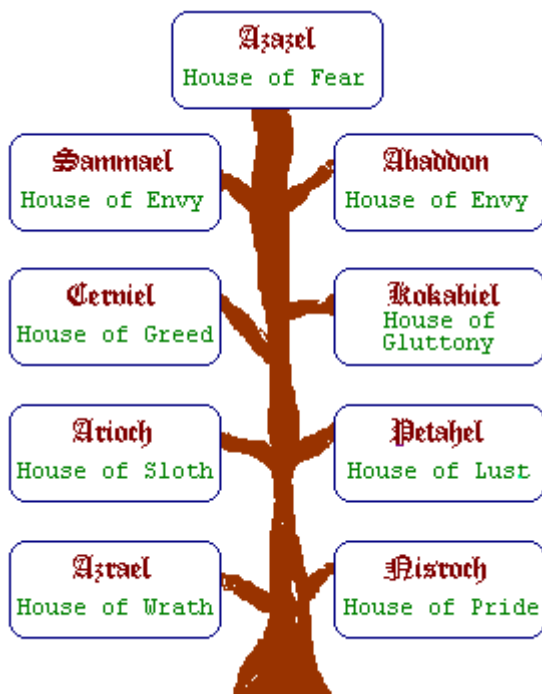 Azazel
House of Fear
Sammael
House of Envy
Abaddon
House of Envy
Cerviel
House of Greed
Kokabiel
House of
Gluttony
Arioch
House of Sloth
Petahel
House of Lust
Azrael
House of Wrath
Nisroch
House of Pride